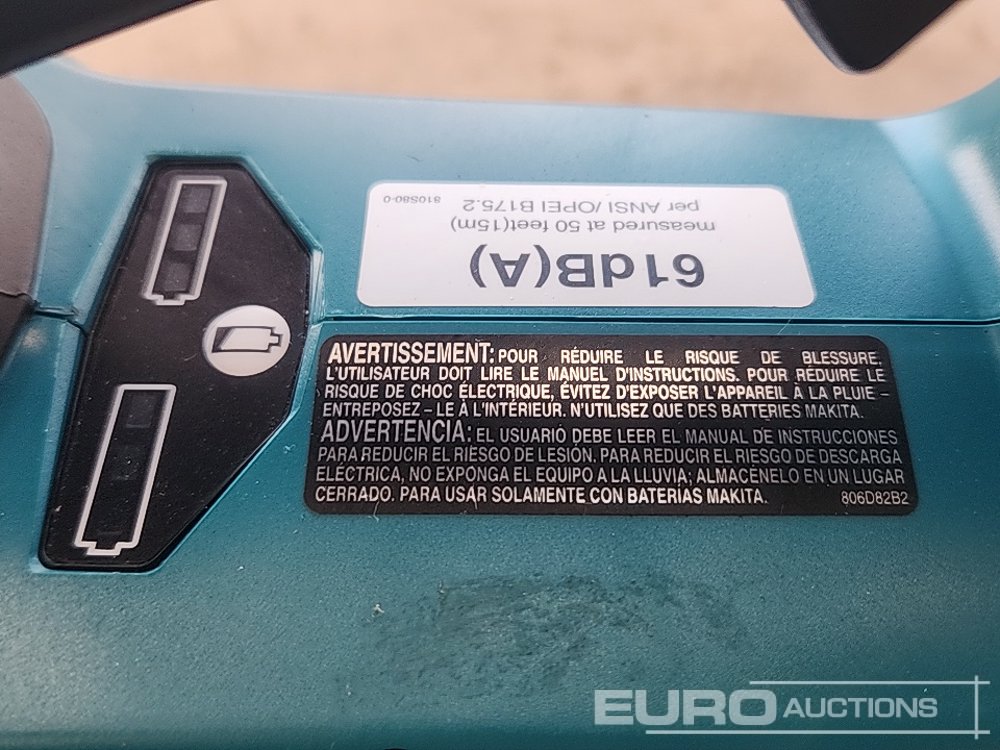 61dB(A)
measured at 50 feet(15m)
per ANSI /OPEI B175.2
810S80-0
AVERTISSEMENT: POUR RÉDUIRE LE RISQUE DE BLESSURE,
L'UTILISATEUR DOIT LIRE LE MANUEL D'INSTRUCTIONS. POUR RÉDUIRE LE
RISQUE DE CHOC ÉLECTRIQUE, ÉVITEZ D'EXPOSER L'APPAREIL À LA PLUIE –
ENTREPOSEZ – LE À L'INTÉRIEUR. N'UTILISEZ QUE DES BATTERIES MAKITA.
ADVERTENCIA: EL USUARIO DEBE LEER EL MANUAL DE INSTRUCCIONES
PARA REDUCIR EL RIESGO DE LESIÓN. PARA REDUCIR EL RIESGO DE DESCARGA
ELÉCTRICA, NO EXPONGA EL EQUIPO A LA LLUVIA; ALMACÉNELO EN UN LUGAR
CERRADO. PARA USAR SOLAMENTE CON BATERÍAS MAKITA.
806D82B2
EURO AUCTIONS